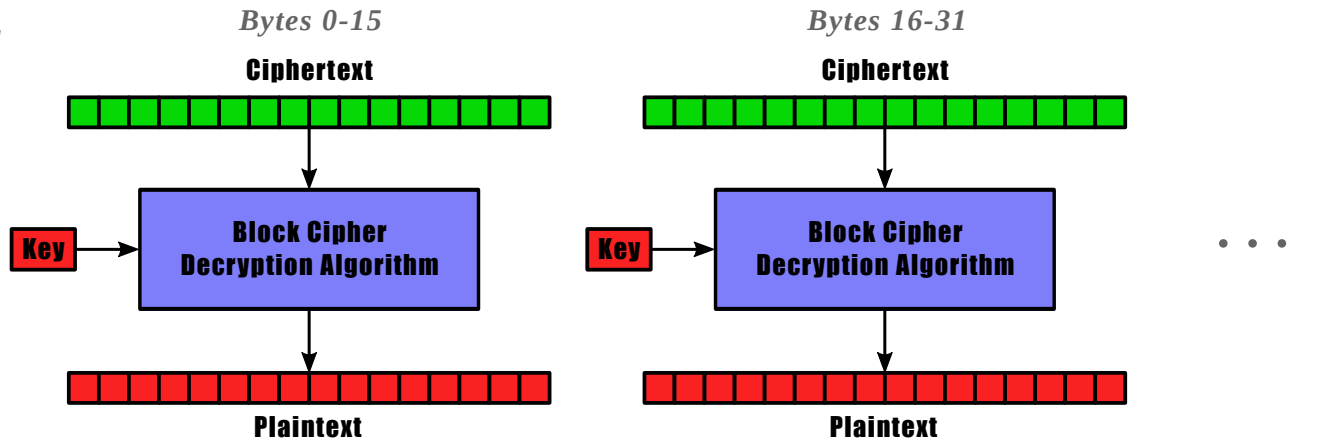 Bytes 0-15
Ciphertext
Key
Block Cipher
Decryption Algorithm
Plaintext
Bytes 16-31
Ciphertext
Key
Block Cipher
Decryption Algorithm
Plaintext
. . .